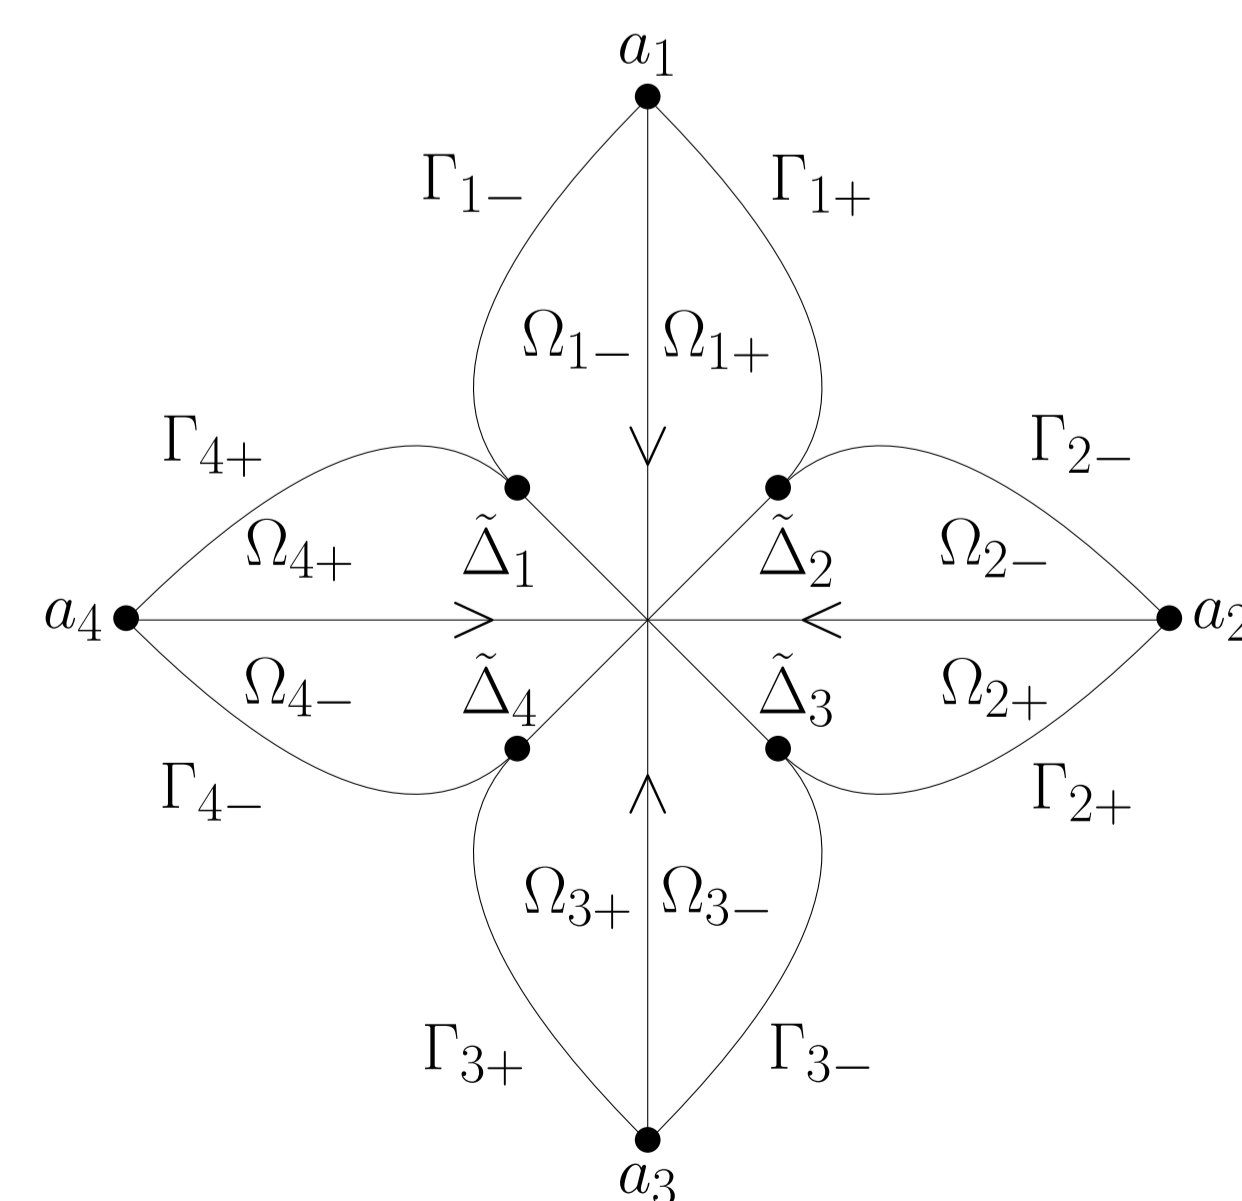 a₁
Γ₁₋ Γ₁₊
Ω₁₋ Ω₁₊
Γ₄₊ Γ₂₋
Ω₄₊ Δ̃₁ Δ̃₂ Ω₂₋
a₄ a₂
Ω₄₋ Δ̃₄ Δ̃₃ Ω₂₊
Γ₄₋ Γ₂₊
Ω₃₊ Ω₃₋
Γ₃₊ Γ₃₋
a₃